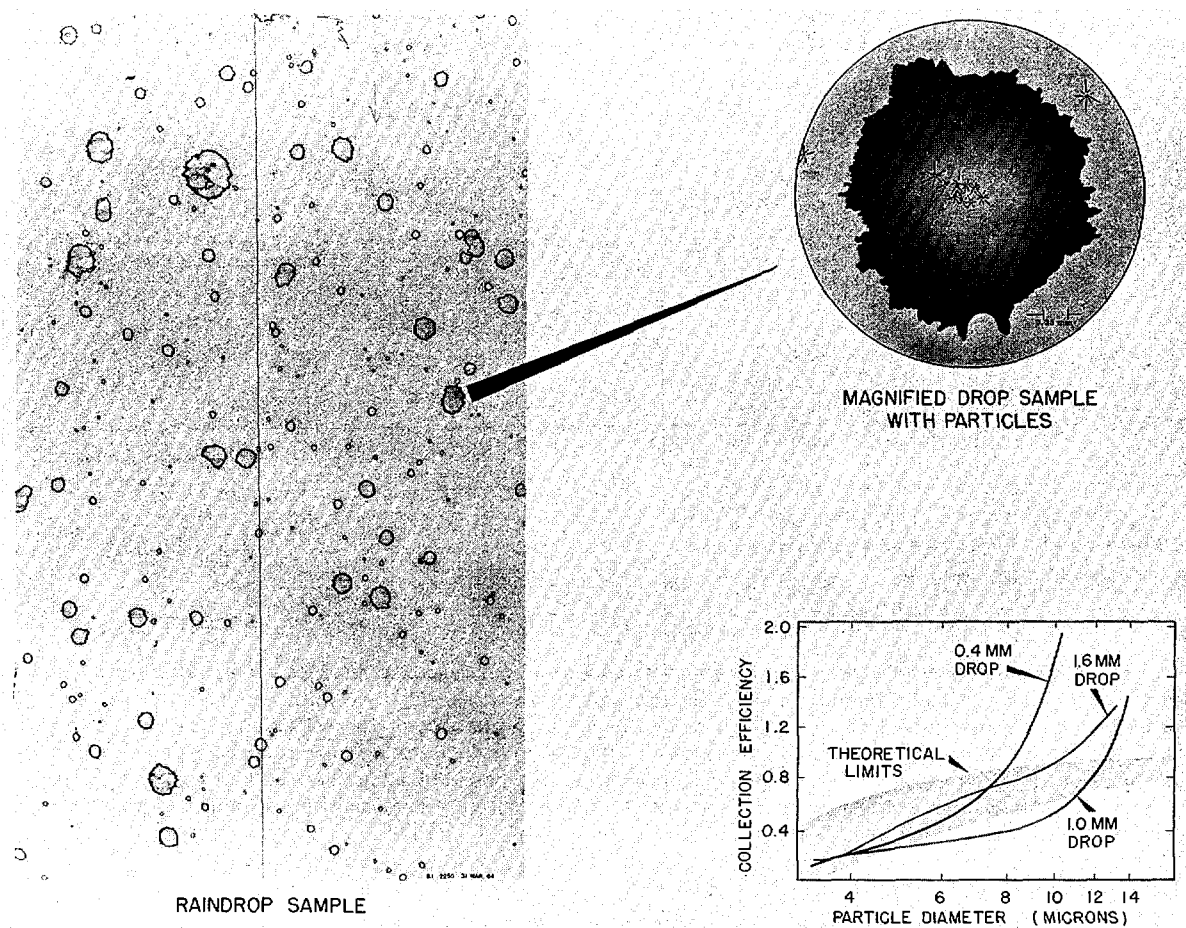 RAINDROP SAMPLE
MAGNIFIED DROP SAMPLE
WITH PARTICLES
COLLECTION EFFICIENCY
2.0
1.6
1.2
0.8
0.4
0.4 MM
DROP
1.6 MM
DROP
THEORETICAL
LIMITS
1.0 MM
DROP
4 6 8 10 12 14
PARTICLE DIAMETER (MICRONS)